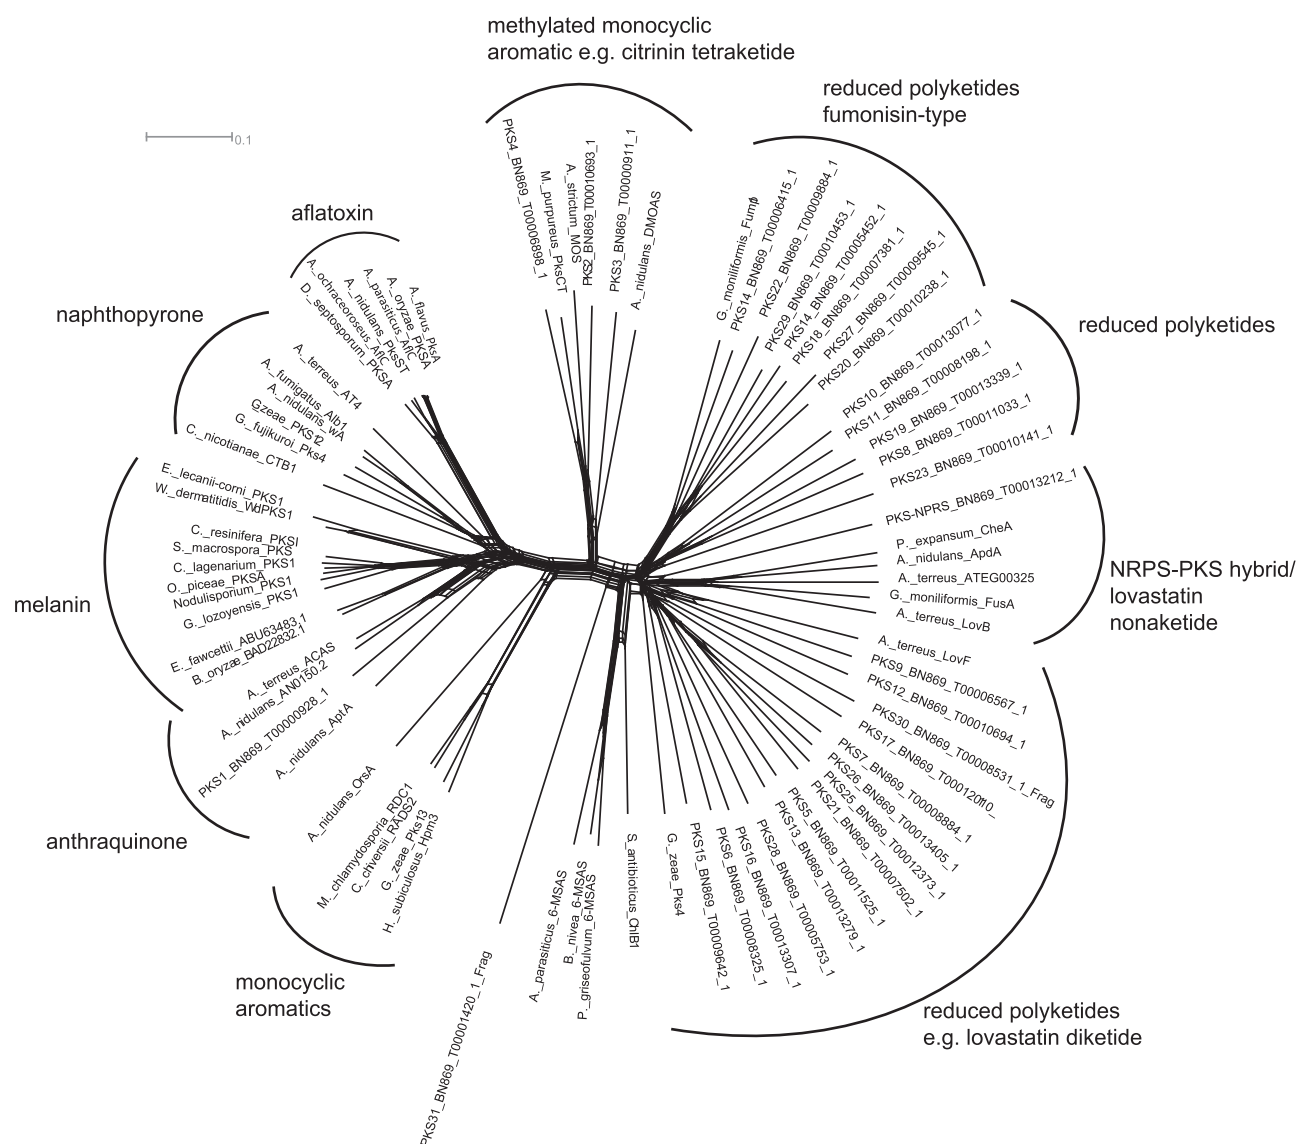 methylated monocyclic
aromatic e.g. citrinin tetraketide
reduced polyketides
fumonisin-type
0.1
aflatoxin
naphthopyrone
reduced polyketides
melanin
NRPS-PKS hybrid/
lovastatin
nonaketide
anthraquinone
monocyclic
aromatics
reduced polyketides
e.g. lovastatin diketide
PKS4_BN869_T00006898_1
M._purpureus_PksCT
A._strictum_MOS
PKS2_BN869_T00010693_1
PKS3_BN869_T00000911_1
A._nidulans_DMOAS
PKS14_BN869_T00006415_1
PKS22_BN869_T00009884_1
PKS29_BN869_T00010453_1
PKS14_BN869_T00005452_1
PKS18_BN869_T00007381_1
PKS27_BN869_T00009545_1
PKS20_BN869_T00010238_1
PKS10_BN869_T00013077_1
PKS11_BN869_T00008198_1
PKS19_BN869_T00013339_1
PKS8_BN869_T00011033_1
PKS23_BN869_T00010141_1
PKS-NPRS_BN869_T00013212_1
P._expansum_CheA
A._nidulans_ApdA
A._terreus_ATEG00325
G._moniliformis_FusA
A._terreus_LovB
A._terreus_LovF
PKS9_BN869_T00006567_1
PKS12_BN869_T00010694_1
PKS30_BN869_T00008531_1_Frag
PKS7_BN869_T00008884_1
PKS26_BN869_T00013405_1
PKS25_BN869_T00012373_1
PKS21_BN869_T00007502_1
PKS5_BN869_T00011525_1
PKS13_BN869_T00013279_1
PKS28_BN869_T00005753_1
PKS16_BN869_T00013307_1
PKS6_BN869_T00008325_1
PKS15_BN869_T00009642_1
G._zeae_Pks4
S._antibioticus_ChlB1
P._griseofulvum_6-MSAS
B._nivea_6-MSAS
A._parasiticus_6-MSAS
PKS31_BN869_T00001420_1_Frag
H._subiculosus_Hpm3
G._zeae_Pks13
C._chiversii_RADS2
M._chlamydosporia_RDC1
A._nidulans_OrsA
A._nidulans_AptA
PKS1_BN869_T00000928_1
A._nidulans_AN0150.2
A._terreus_ACAS
B._oryzae_BAD22832.1
E._fawcettii_ABU63483_1
G._lozoyensis_PKS1
Nodulisporium_PKS1
O._piceae_PKSA
C._lagenarium_PKS1
S._macrospora_PKS
C._resinifera_PKSI
W._dermatitidis_WdPKS1
E._lecanii-corni_PKS1
C._nicotianae_CTB1
G._fujikuroi_Pks4
Gzeae_PKS12
A._nidulans_wA
A._fumigatus_Alb1
A._terreus_AT4
D._septosporum_PKSA
A._ochraceoroseus_AflC
A._nidulans_PksST
A._parasiticus_AflC
A._oryzae_PKSA
A._flavus_PksA